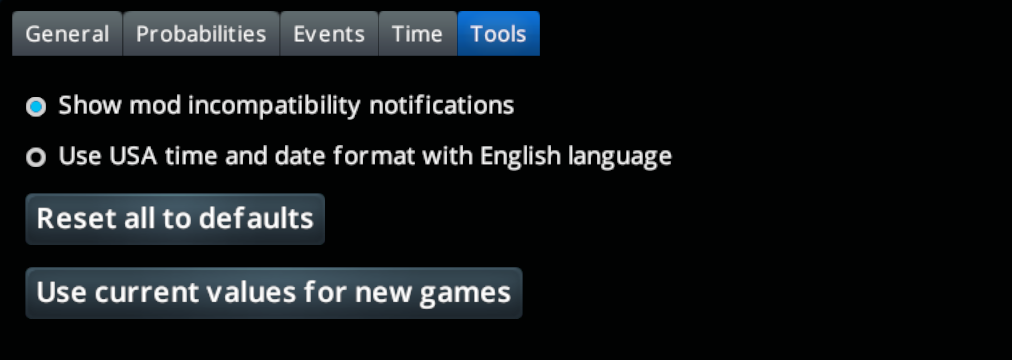 General Probabilities Events Time Tools
Show mod incompatibility notifications
Use USA time and date format with English language
Reset all to defaults
Use current values for new games